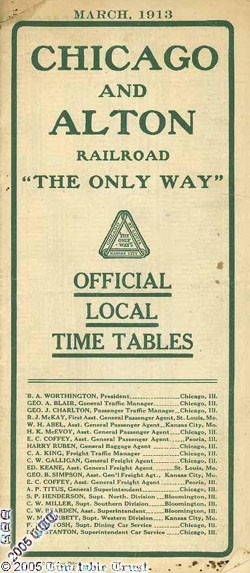 MARCH, 1913
CHICAGO
AND
ALTON
RAILROAD
"THE ONLY WAY"
THE
ONLY
WAY
OFFICIAL
LOCAL
TIME TABLES
B. A. WORTHINGTON, President Chicago, Ill.
GEO. A. BLAIR, General Traffic Manager Chicago, Ill.
GEO. J. CHARLTON, Passenger Traffic Manager Chicago, Ill.
R. J. McKAY, First Asst. General Passenger Agent, St. Louis, Mo.
W. H. ABEL, Asst. General Passenger Agent Kansas City, Mo.
H. K. McEVOY, Asst. General Passenger Agent Chicago, Ill.
E. C. COFFEY, Asst. General Passenger Agent Peoria, Ill.
HARRY RUBEN, General Baggage Agent Chicago, Ill.
C. A. KING, Freight Traffic Manager Chicago, Ill.
C. W. GALLIGAN, General Freight Agent Chicago, Ill.
ED. KEANE, Asst. General Freight Agent St. Louis, Mo.
GEO. B. SIMPSON, Asst. Gen'l Freight Agt. Kansas City, Mo.
E. C. COFFEY, Asst. General Freight Agent Peoria, Ill.
F. P. TITUS, General Superintendent Chicago, Ill.
S. P. HENDERSON, Supt. North. Division Bloomington, Ill.
C. W. MILLER, Supt. Southern Division Bloomington, Ill.
C. W. Asst. Superintendent Bloomington, Ill.
W. M. Supt. Western Division Kansas City, Mo.
Supt. Dining Car Service Chicago, Ill.
STANTON, Superintendent Car Service Chicago, Ill.
2005
© 2005 Timetable